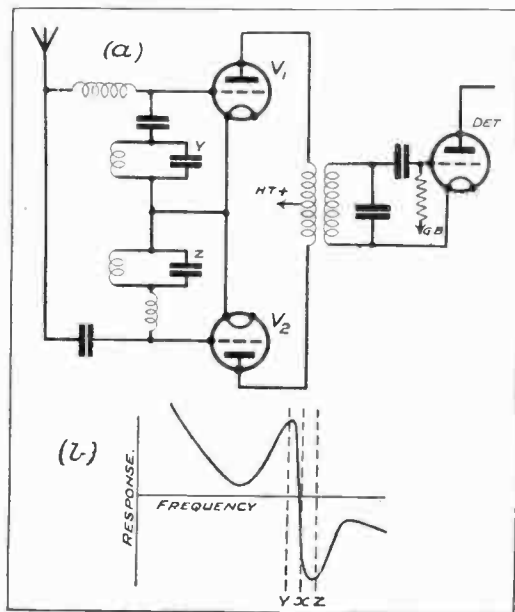 (a)
V1
DET
Y
HT+
GB
Z
V2
(b)
RESPONSE.
FREQUENCY
Y X Z